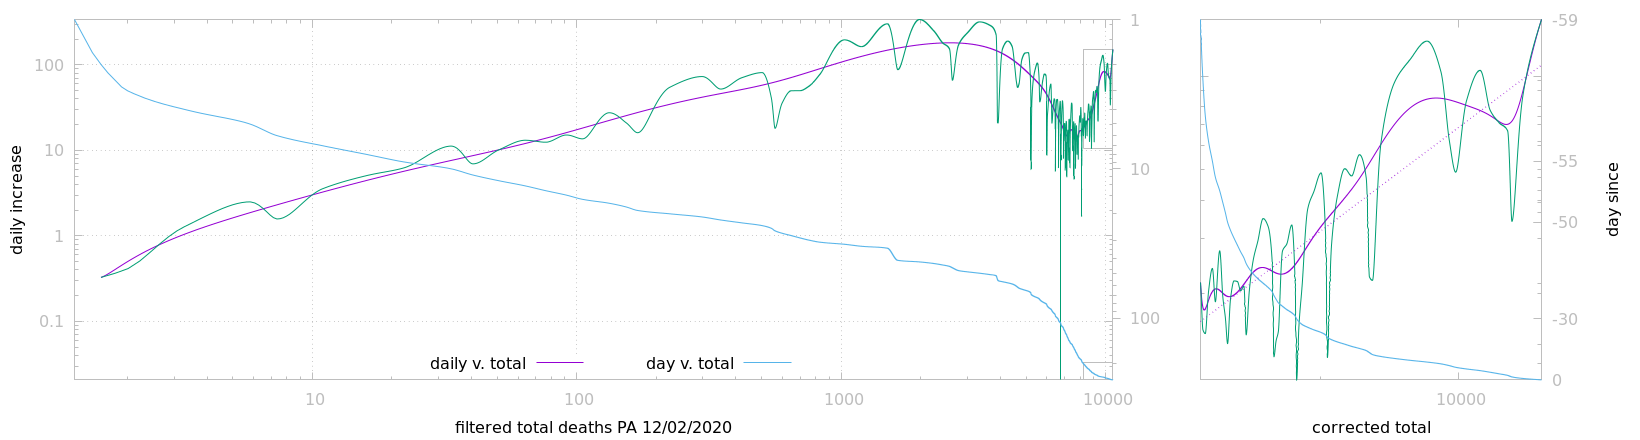 1
-59
100
10
10
-55
daily increase
day since
1
-50
0.1
100
-30
daily v. total
day v. total
0
10
100
1000
10000
10000
filtered total deaths PA 12/02/2020
corrected total